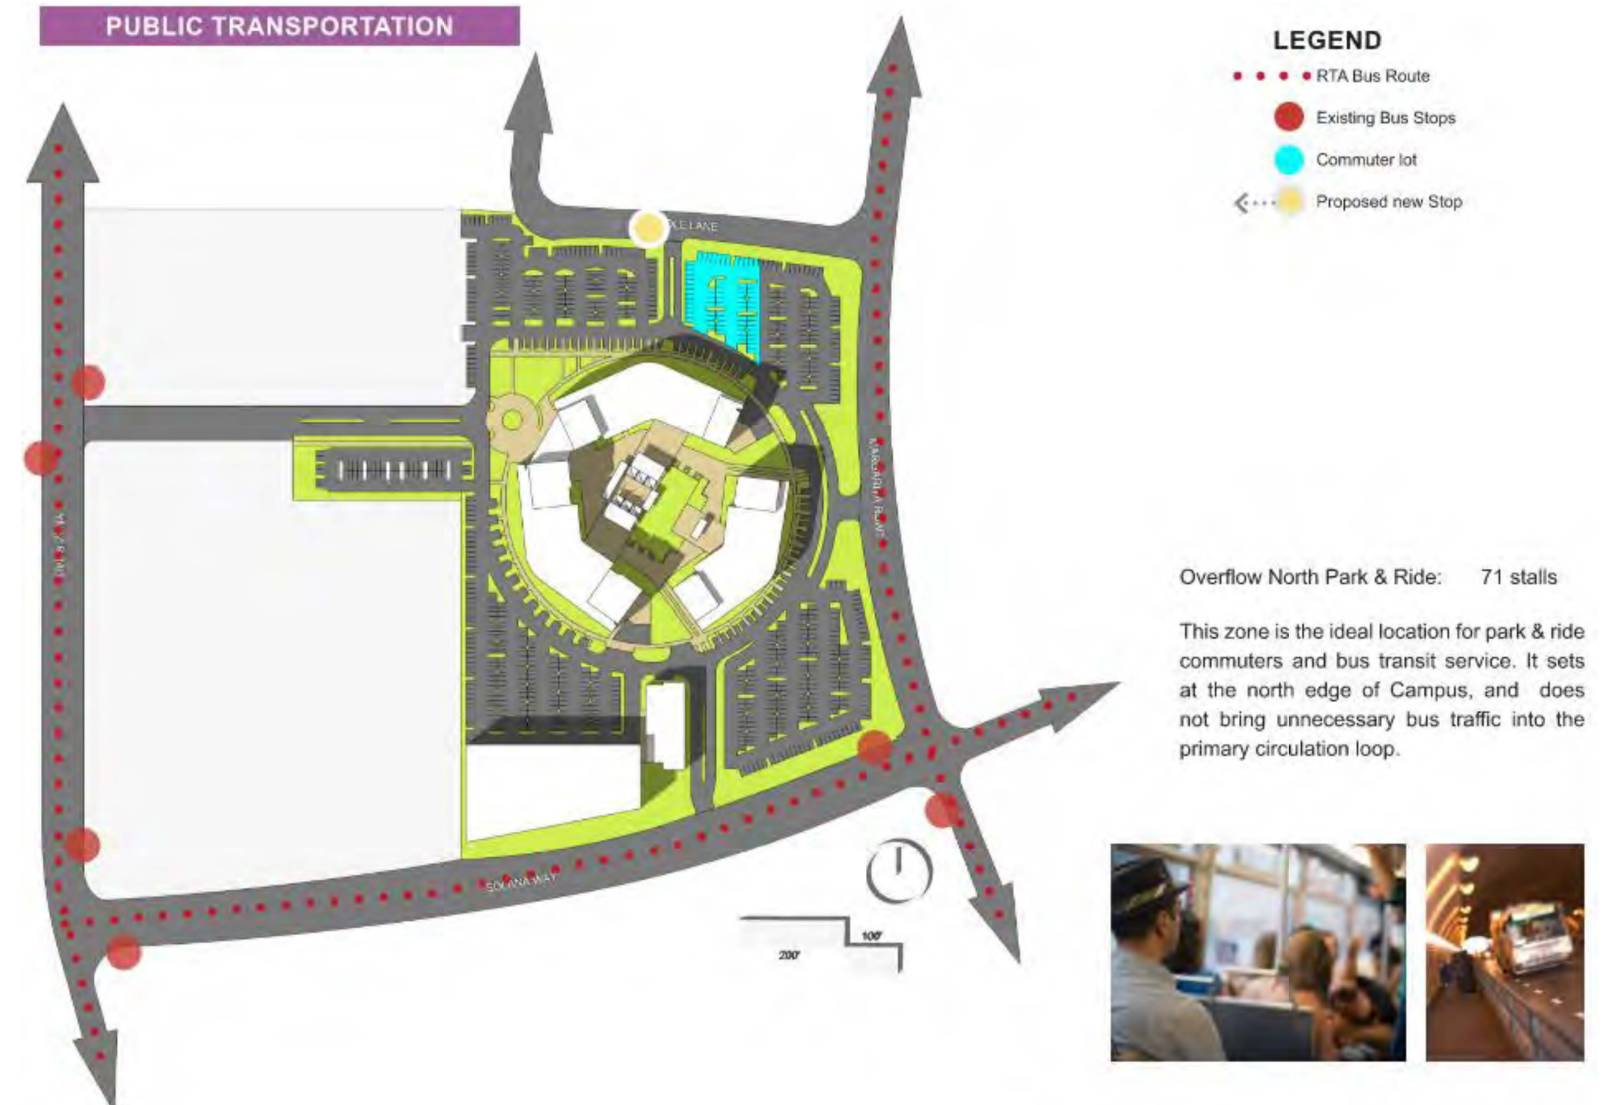 PUBLIC TRANSPORTATION
LEGEND
RTA Bus Route
Existing Bus Stops
Commuter lot
Proposed new Stop
LANE
MARGARITA ROAD
Overflow North Park & Ride: 71 stalls
This zone is the ideal location for park & ride
commuters and bus transit service. It sets
at the north edge of Campus, and does
not bring unnecessary bus traffic into the
primary circulation loop.
SOLANA WAY
100'
200'